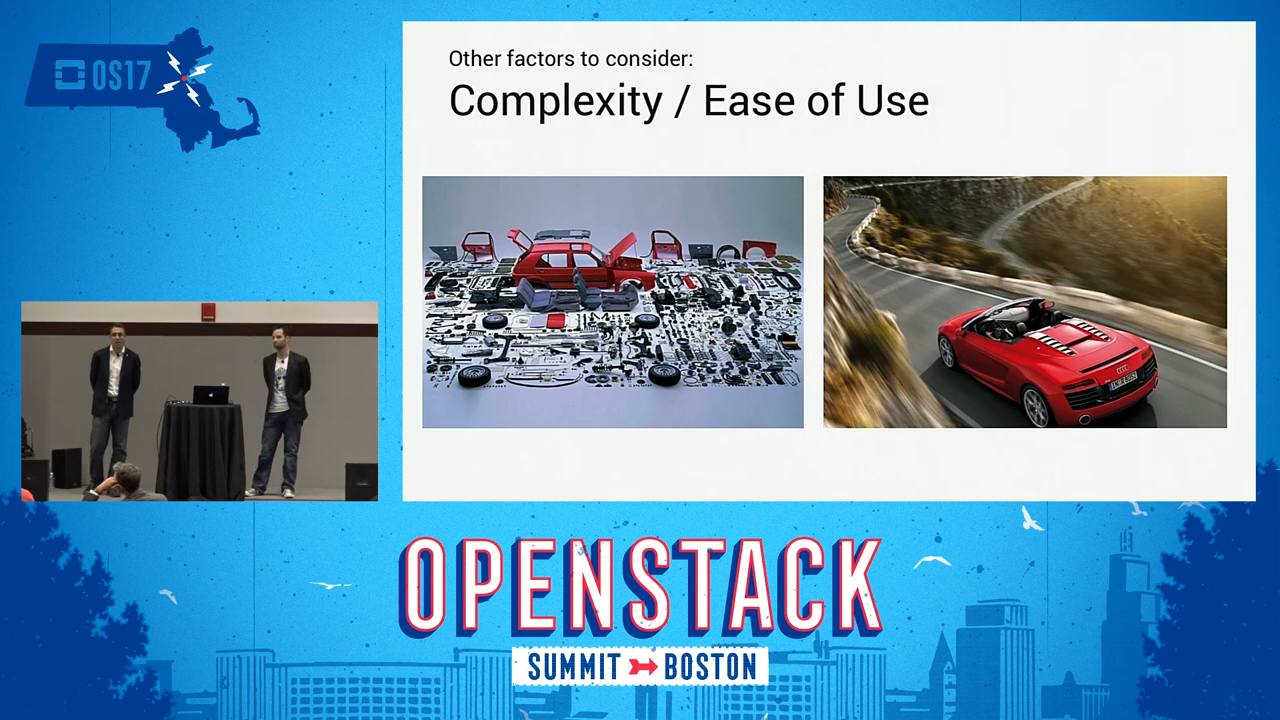 OS17
Other factors to consider:
Complexity / Ease of Use
OPENSTACK
SUMMIT BOSTON